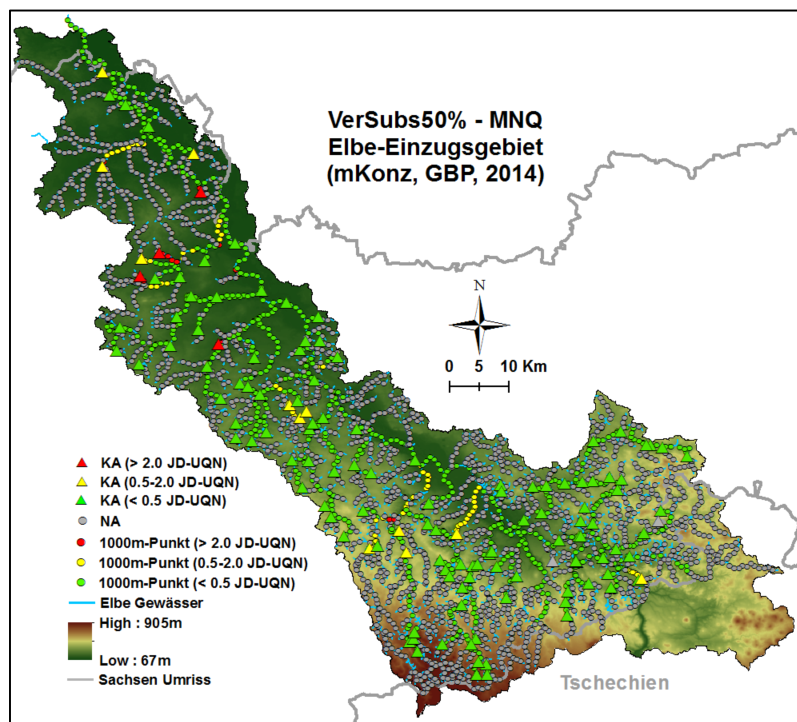 VerSubs50% - MNQ
Elbe-Einzugsgebiet
(mKonz, GBP, 2014)
N
0 5 10 Km
KA (> 2.0 JD-UQN)
KA (0.5-2.0 JD-UQN)
KA (< 0.5 JD-UQN)
NA
1000m-Punkt (> 2.0 JD-UQN)
1000m-Punkt (0.5-2.0 JD-UQN)
1000m-Punkt (< 0.5 JD-UQN)
Elbe Gewässer
High : 905m
Low : 67m
Sachsen Umriss
Tschechien